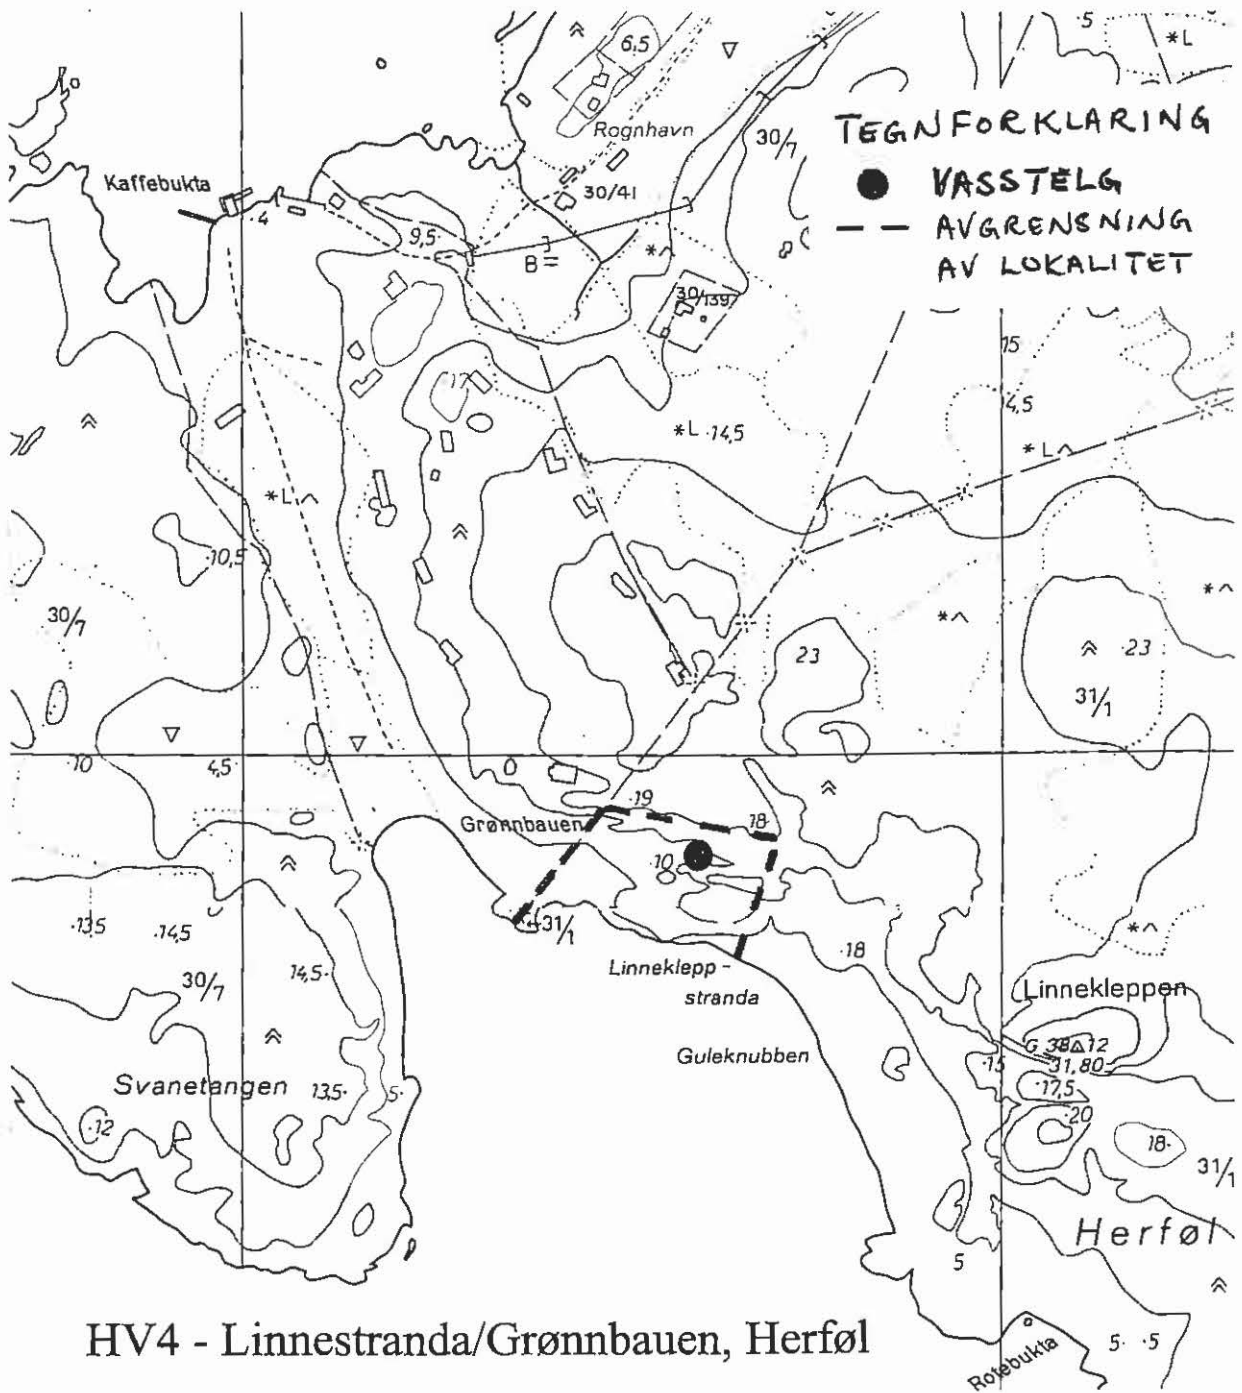 6,5
·5
*L
TEGNFORKLARING
Rognhavn
30/7
Kaffebukta
VASSTELG
30/41
·4
9,5·
AVGRENSNING
B=
*^
AV LOKALITET
30/139
15
·17
14,5
*L ·14,5
*L^
*L^
·10,5
*^
30/7
*^
23
·23
31/1
·10
4,5·
0
·19
Grønnbauen
18·
·10
31/1
·13,5
·14,5
*^
·18
14,5·
30/7
Linneklepp-
stranda
Linnekleppen
G 38 12
Guleknubben
·15
31,80
Svanetangen
13,5·
5·
·17,5
·20
·12
18·
31/1
Herføl
5
HV4 - Linnestranda/Grønnbauen, Herføl
5· ·5
Rotebukta